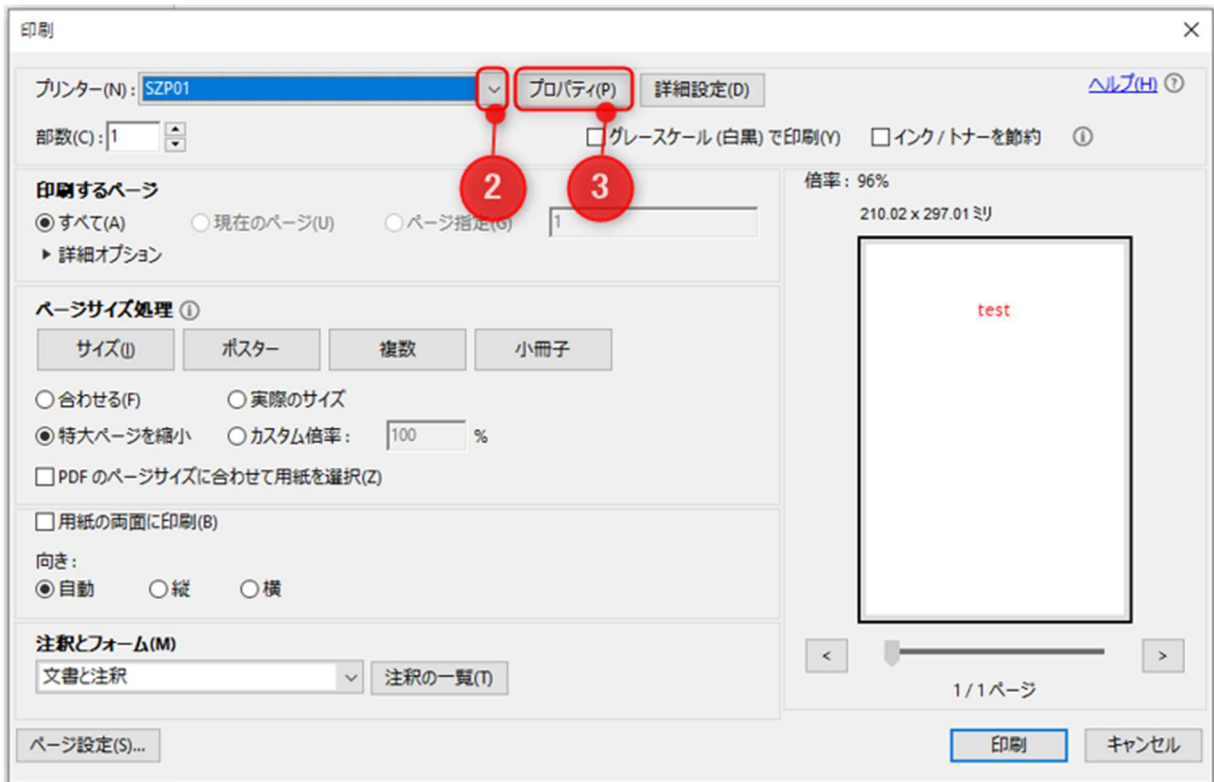 印刷
プリンター(N): SZP01 プロパティ(P) 詳細設定(D) ヘルプ(H)
部数(C): 1 グレースケール (白黒) で印刷(Y) インク / トナーを節約
2 3
印刷するページ
すべて(A) 現在のページ(U) ページ指定(G) 1
詳細オプション
ページサイズ処理
サイズ(I) ポスター 複数 小冊子
合わせる(F) 実際のサイズ
特大ページを縮小 カスタム倍率: 100 %
PDF のページサイズに合わせて用紙を選択(Z)
用紙の両面に印刷(B)
向き:
自動 縦 横
注釈とフォーム(M)
文書と注釈 注釈の一覧(T)
倍率: 96%
210.02 x 297.01 ミリ
test
< >
1 / 1 ページ
ページ設定(S)... 印刷 キャンセル